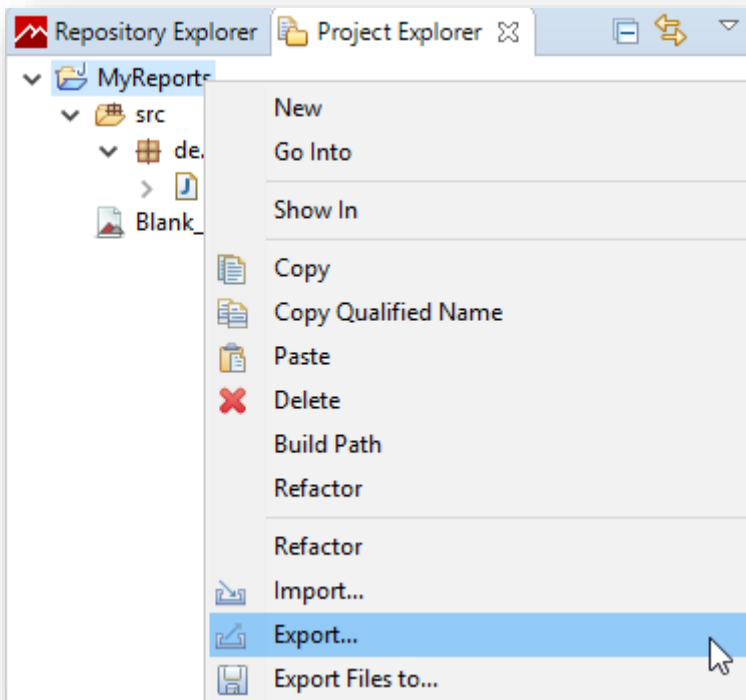 Repository Explorer Project Explorer
MyReports
src
de.
J
Blank_
New
Go Into
Show In
Copy
Copy Qualified Name
Paste
Delete
Build Path
Refactor
Refactor
Import...
Export...
Export Files to...